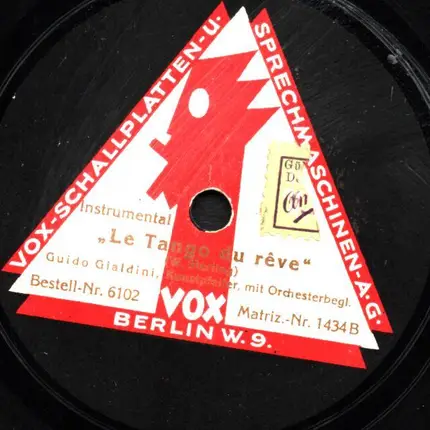 VOX-SCHALLPLATTEN-U.
SPRECHMASCHINEN-A.G.
Instrumental
„Le Tango du rêve“
Guido Gialdini, Kunstpfeifer, mit Orchesterbegl.
Bestell-Nr. 6102
Matriz.-Nr. 1434 B
VOX
BERLIN W. 9.